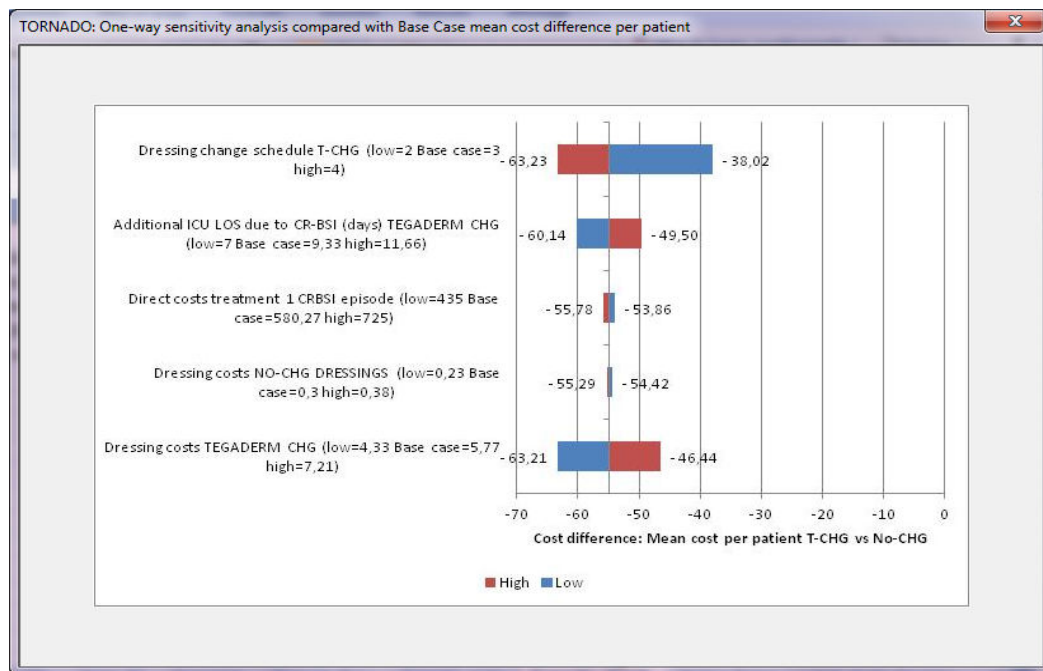 TORNADO: One-way sensitivity analysis compared with Base Case mean cost difference per patient
x
Dressing change schedule T-CHG (low=2 Base case=3
high=4)
- 63,23
- 38,02
Additional ICU LOS due to CR-BSI (days) TEGADERM CHG
(low=7 Base case=9,33 high=11,66)
- 60,14
- 49,50
Direct costs treatment 1 CRBSI episode (low=435 Base
case=580,27 high=725)
- 55,78
- 53,86
Dressing costs NO-CHG DRESSINGS (low=0,23 Base
case=0,3 high=0,38)
- 55,29
- 54,42
Dressing costs TEGADERM CHG (low=4,33 Base case=5,77
high=7,21)
- 63,21
- 46,44
-70 -60 -50 -40 -30 -20 -10 0
Cost difference: Mean cost per patient T-CHG vs No-CHG
High Low